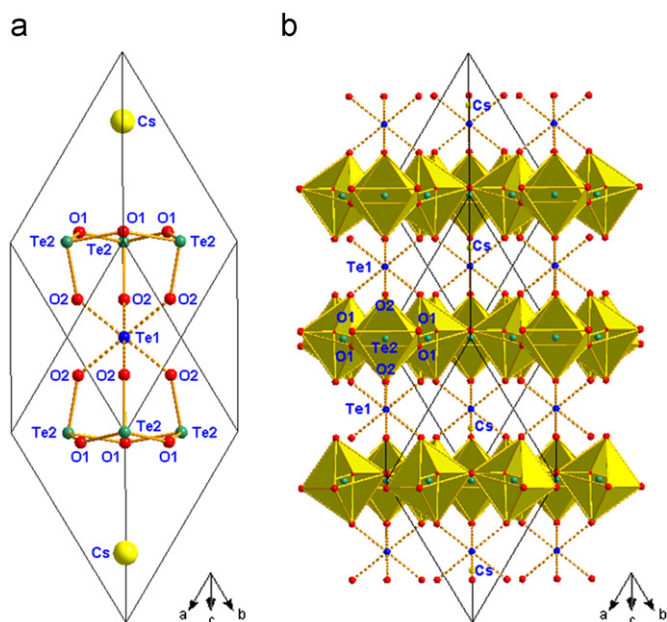 a
b
Cs
O1 O1 O1
Te2 Te2 Te2
O2 O2 O2
Te1
O2 O2 O2
Te2 Te2 Te2
O1 O1 O1
Cs
a c b
Cs
Te1 Cs
O2
O1 O1
Te2
O1 O1
O2
Te1
Cs
Cs
a c b